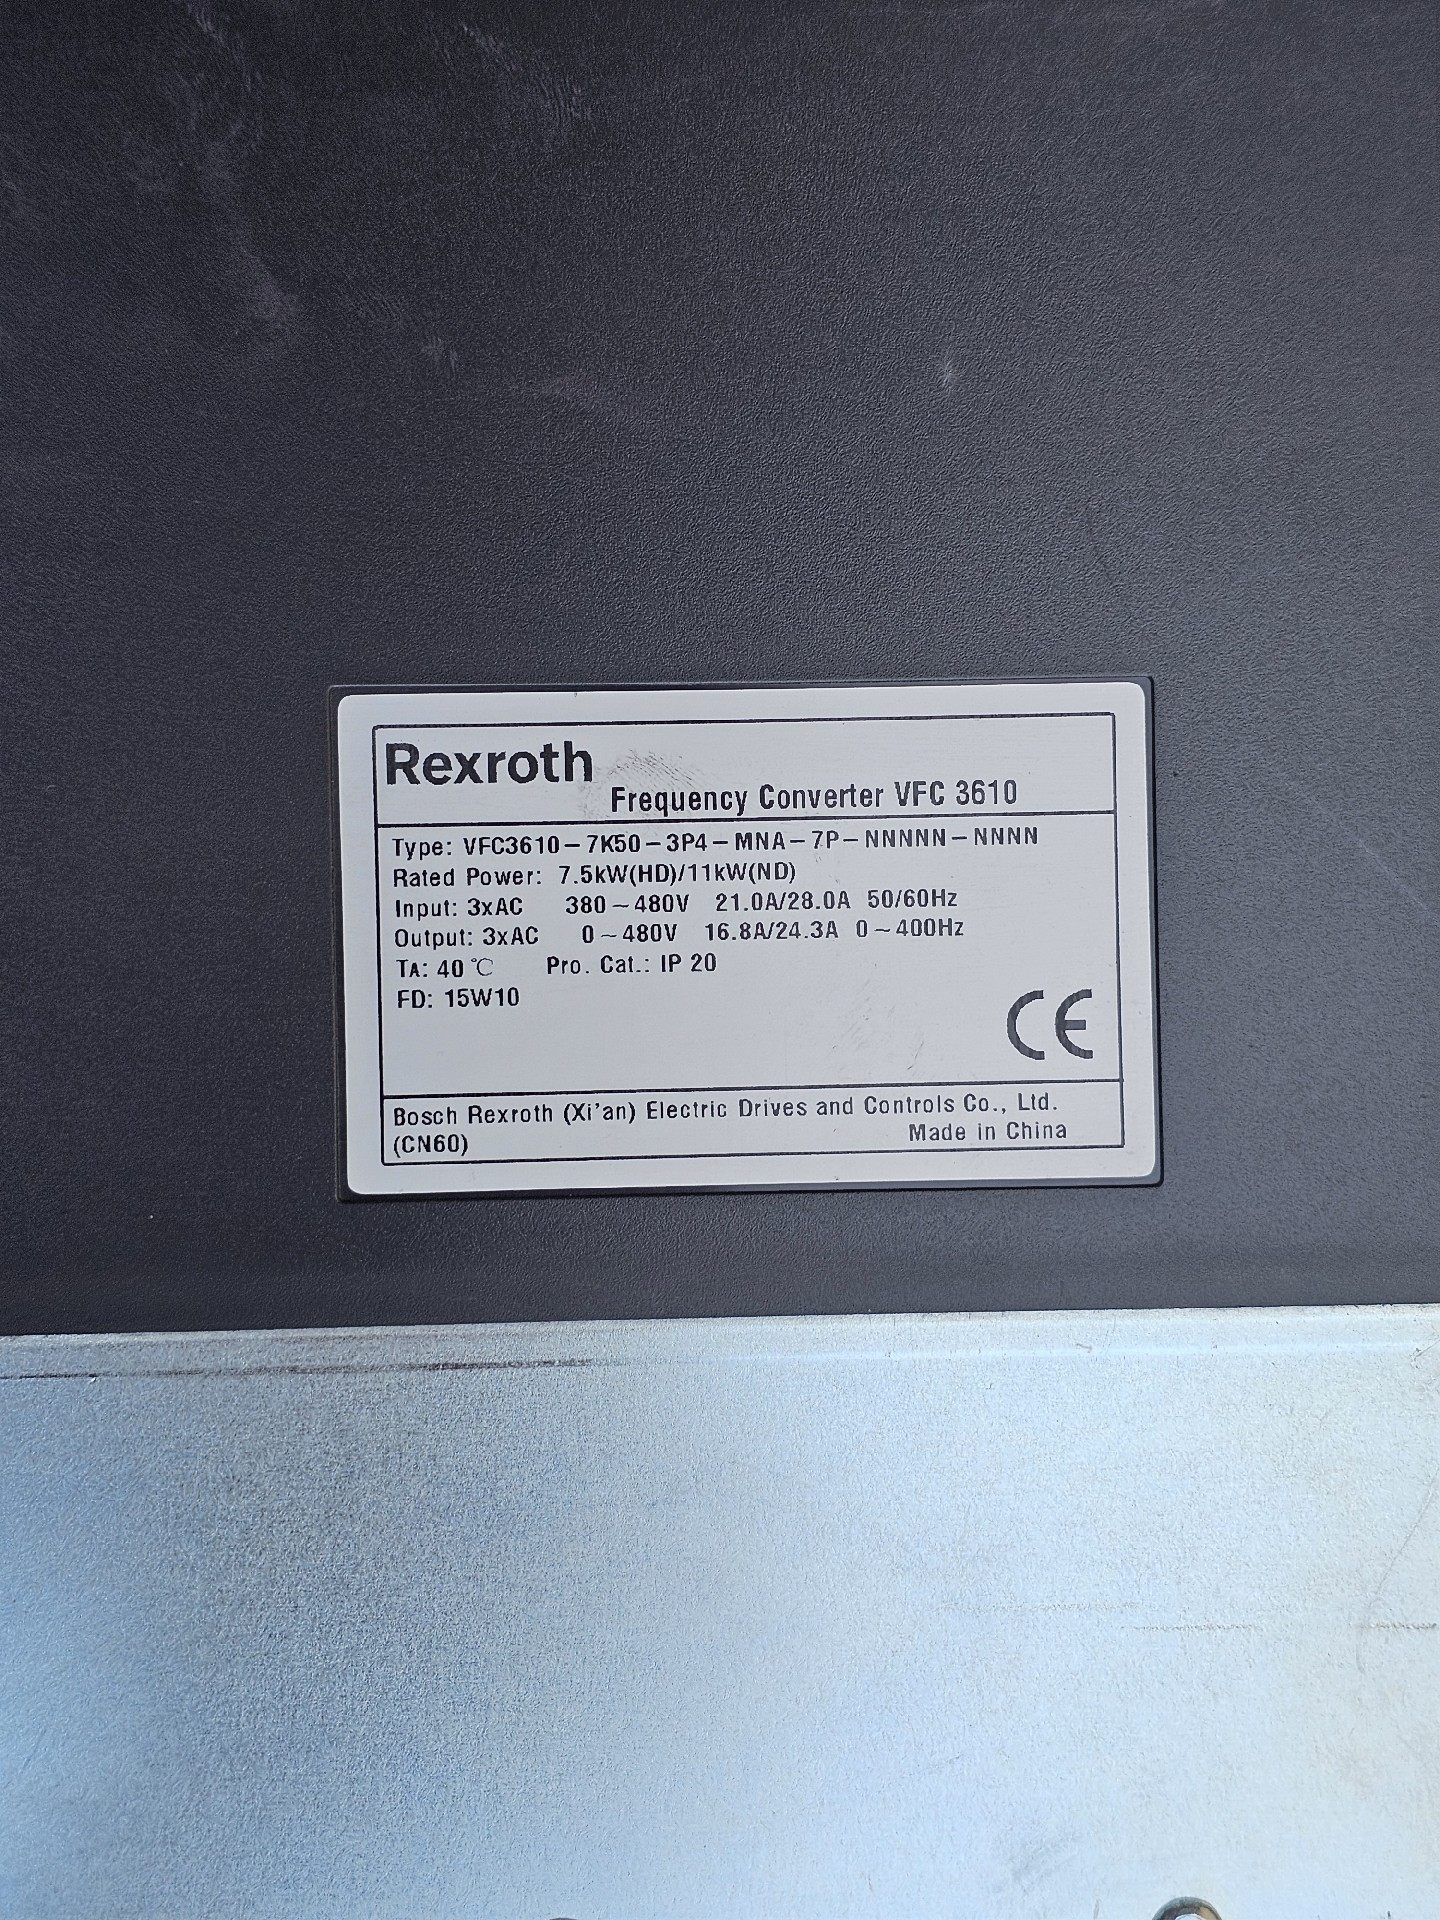 Rexroth
Frequency Converter VFC 3610
Type: VFC3610-7K50-3P4-MNA-7P-NNNNN-NNNN
Rated Power: 7.5kW(HD)/11kW(ND)
Input: 3xAC 380~480V 21.0A/28.0A 50/60Hz
Output: 3xAC 0~480V 16.8A/24.3A 0~400Hz
TA: 40℃ Pro. Cat.: IP 20
FD: 15W10
CE
Bosch Rexroth (Xi'an) Electric Drives and Controls Co., Ltd.
(CN60) Made in China